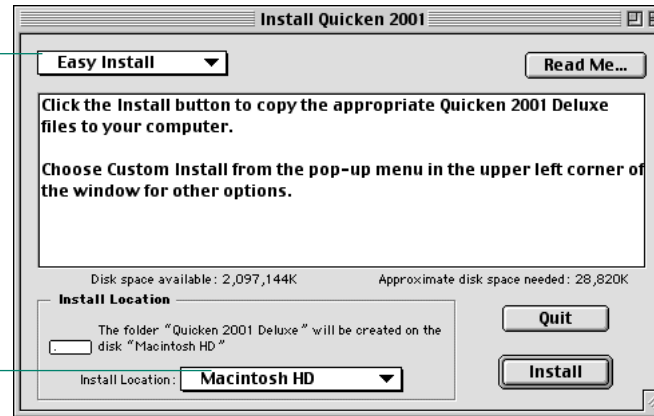 Install Quicken 2001
Easy Install
Read Me...
Click the Install button to copy the appropriate Quicken 2001 Deluxe
files to your computer.
Choose Custom Install from the pop-up menu in the upper left corner of
the window for other options.
Disk space available: 2,097,144K
Approximate disk space needed: 28,820K
Install Location
The folder "Quicken 2001 Deluxe" will be created on the
disk "Macintosh HD"
Install Location:
Macintosh HD
Quit
Install